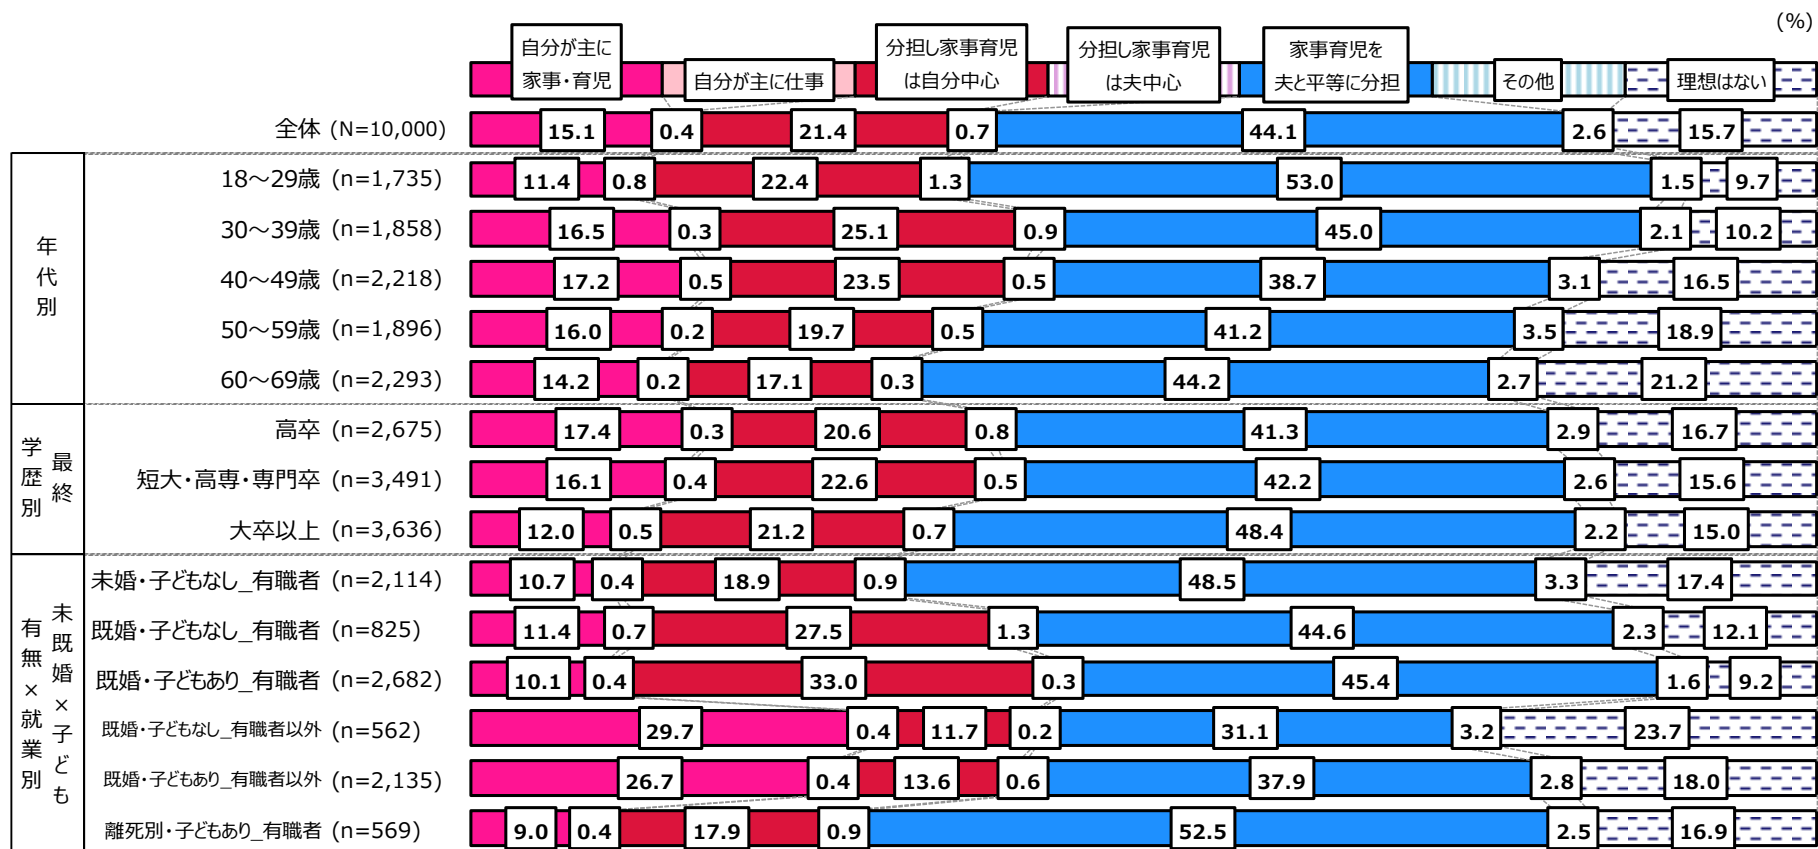 (%)
自分が主に
家事・育児
自分が主に仕事
分担し家事育児
は自分中心
分担し家事育児
は夫中心
家事育児を
夫と平等に分担
その他
理想はない
全体 (N=10,000) 15.1 0.4 21.4 0.7 44.1 2.6 15.7
年代別
18～29歳 (n=1,735) 11.4 0.8 22.4 1.3 53.0 1.5 9.7
30～39歳 (n=1,858) 16.5 0.3 25.1 0.9 45.0 2.1 10.2
40～49歳 (n=2,218) 17.2 0.5 23.5 0.5 38.7 3.1 16.5
50～59歳 (n=1,896) 16.0 0.2 19.7 0.5 41.2 3.5 18.9
60～69歳 (n=2,293) 14.2 0.2 17.1 0.3 44.2 2.7 21.2
最終
学歴別
高卒 (n=2,675) 17.4 0.3 20.6 0.8 41.3 2.9 16.7
短大・高専・専門卒 (n=3,491) 16.1 0.4 22.6 0.5 42.2 2.6 15.6
大卒以上 (n=3,636) 12.0 0.5 21.2 0.7 48.4 2.2 15.0
未既婚×子ども
有無×就業別
未婚・子どもなし_有職者 (n=2,114) 10.7 0.4 18.9 0.9 48.5 3.3 17.4
既婚・子どもなし_有職者 (n=825) 11.4 0.7 27.5 1.3 44.6 2.3 12.1
既婚・子どもあり_有職者 (n=2,682) 10.1 0.4 33.0 0.3 45.4 1.6 9.2
既婚・子どもなし_有職者以外 (n=562) 29.7 0.4 11.7 0.2 31.1 3.2 23.7
既婚・子どもあり_有職者以外 (n=2,135) 26.7 0.4 13.6 0.6 37.9 2.8 18.0
離死別・子どもあり_有職者 (n=569) 9.0 0.4 17.9 0.9 52.5 2.5 16.9